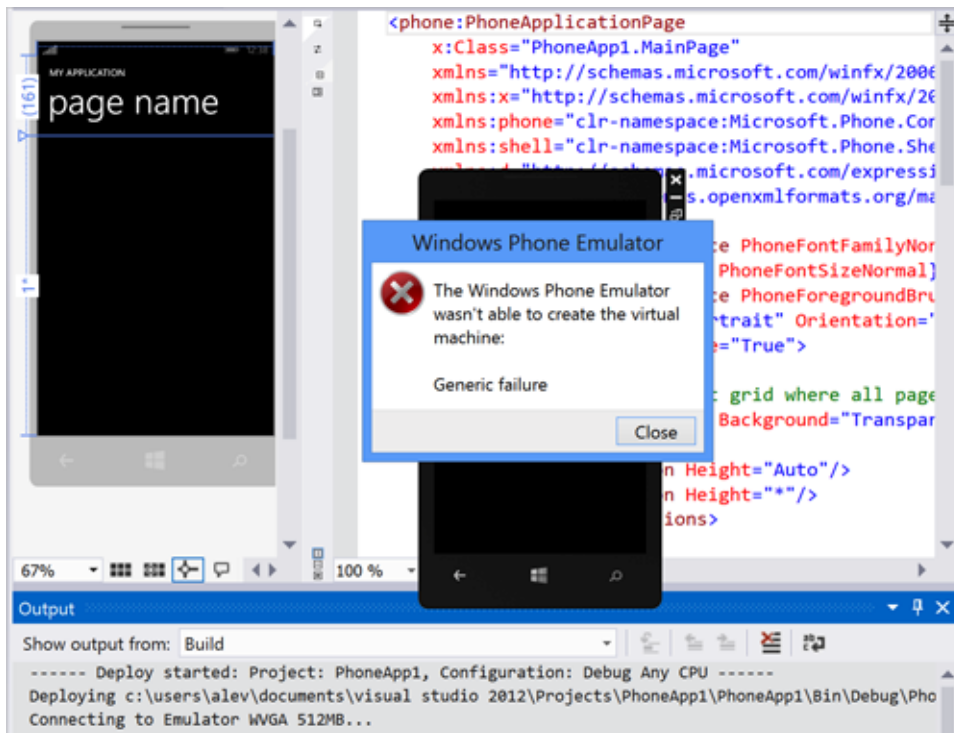 12:38
MY APPLICATION
page name
(161)
1*
67%
<phone:PhoneApplicationPage
x:Class="PhoneApp1.MainPage"
xmlns="http://schemas.microsoft.com/winfx/2006
xmlns:x="http://schemas.microsoft.com/winfx/20
xmlns:phone="clr-namespace:Microsoft.Phone.Con
xmlns:shell="clr-namespace:Microsoft.Phone.She
.microsoft.com/expressi
s.openxmlformats.org/ma
ce PhoneFontFamilyNor
PhoneFontSizeNormal}
ce PhoneForegroundBru
trait" Orientation="
="True">
grid where all page
Background="Transpar
n Height="Auto"/>
n Height="*"/>
ions>
100 %
Windows Phone Emulator
The Windows Phone Emulator
wasn't able to create the virtual
machine:
Generic failure
Close
Output
Show output from: Build
------ Deploy started: Project: PhoneApp1, Configuration: Debug Any CPU ------
Deploying c:\users\alev\documents\visual studio 2012\Projects\PhoneApp1\PhoneApp1\Bin\Debug\Pho
Connecting to Emulator WVGA 512MB...